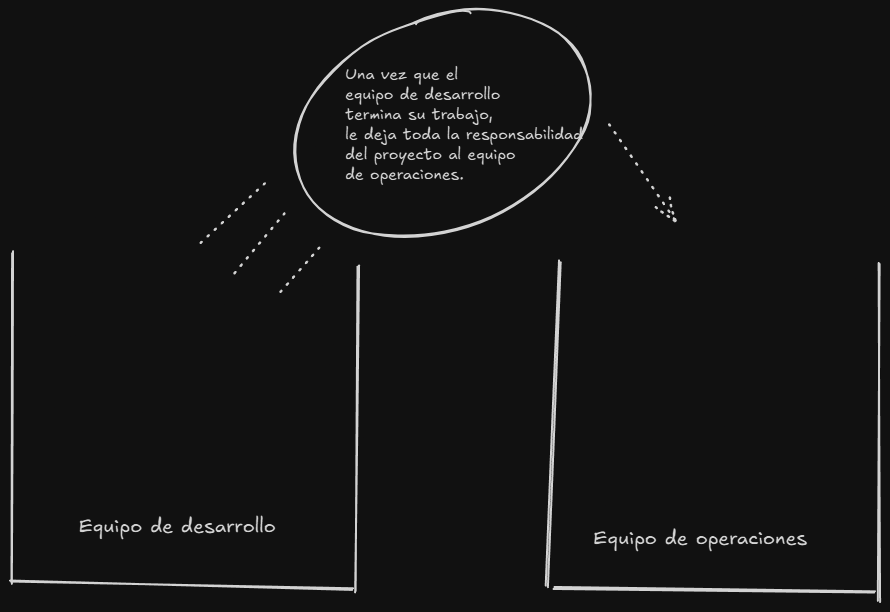 Una vez que el
equipo de desarrollo
termina su trabajo,
le deja toda la responsabilidad
del proyecto al equipo
de operaciones.
Equipo de desarrollo
Equipo de operaciones